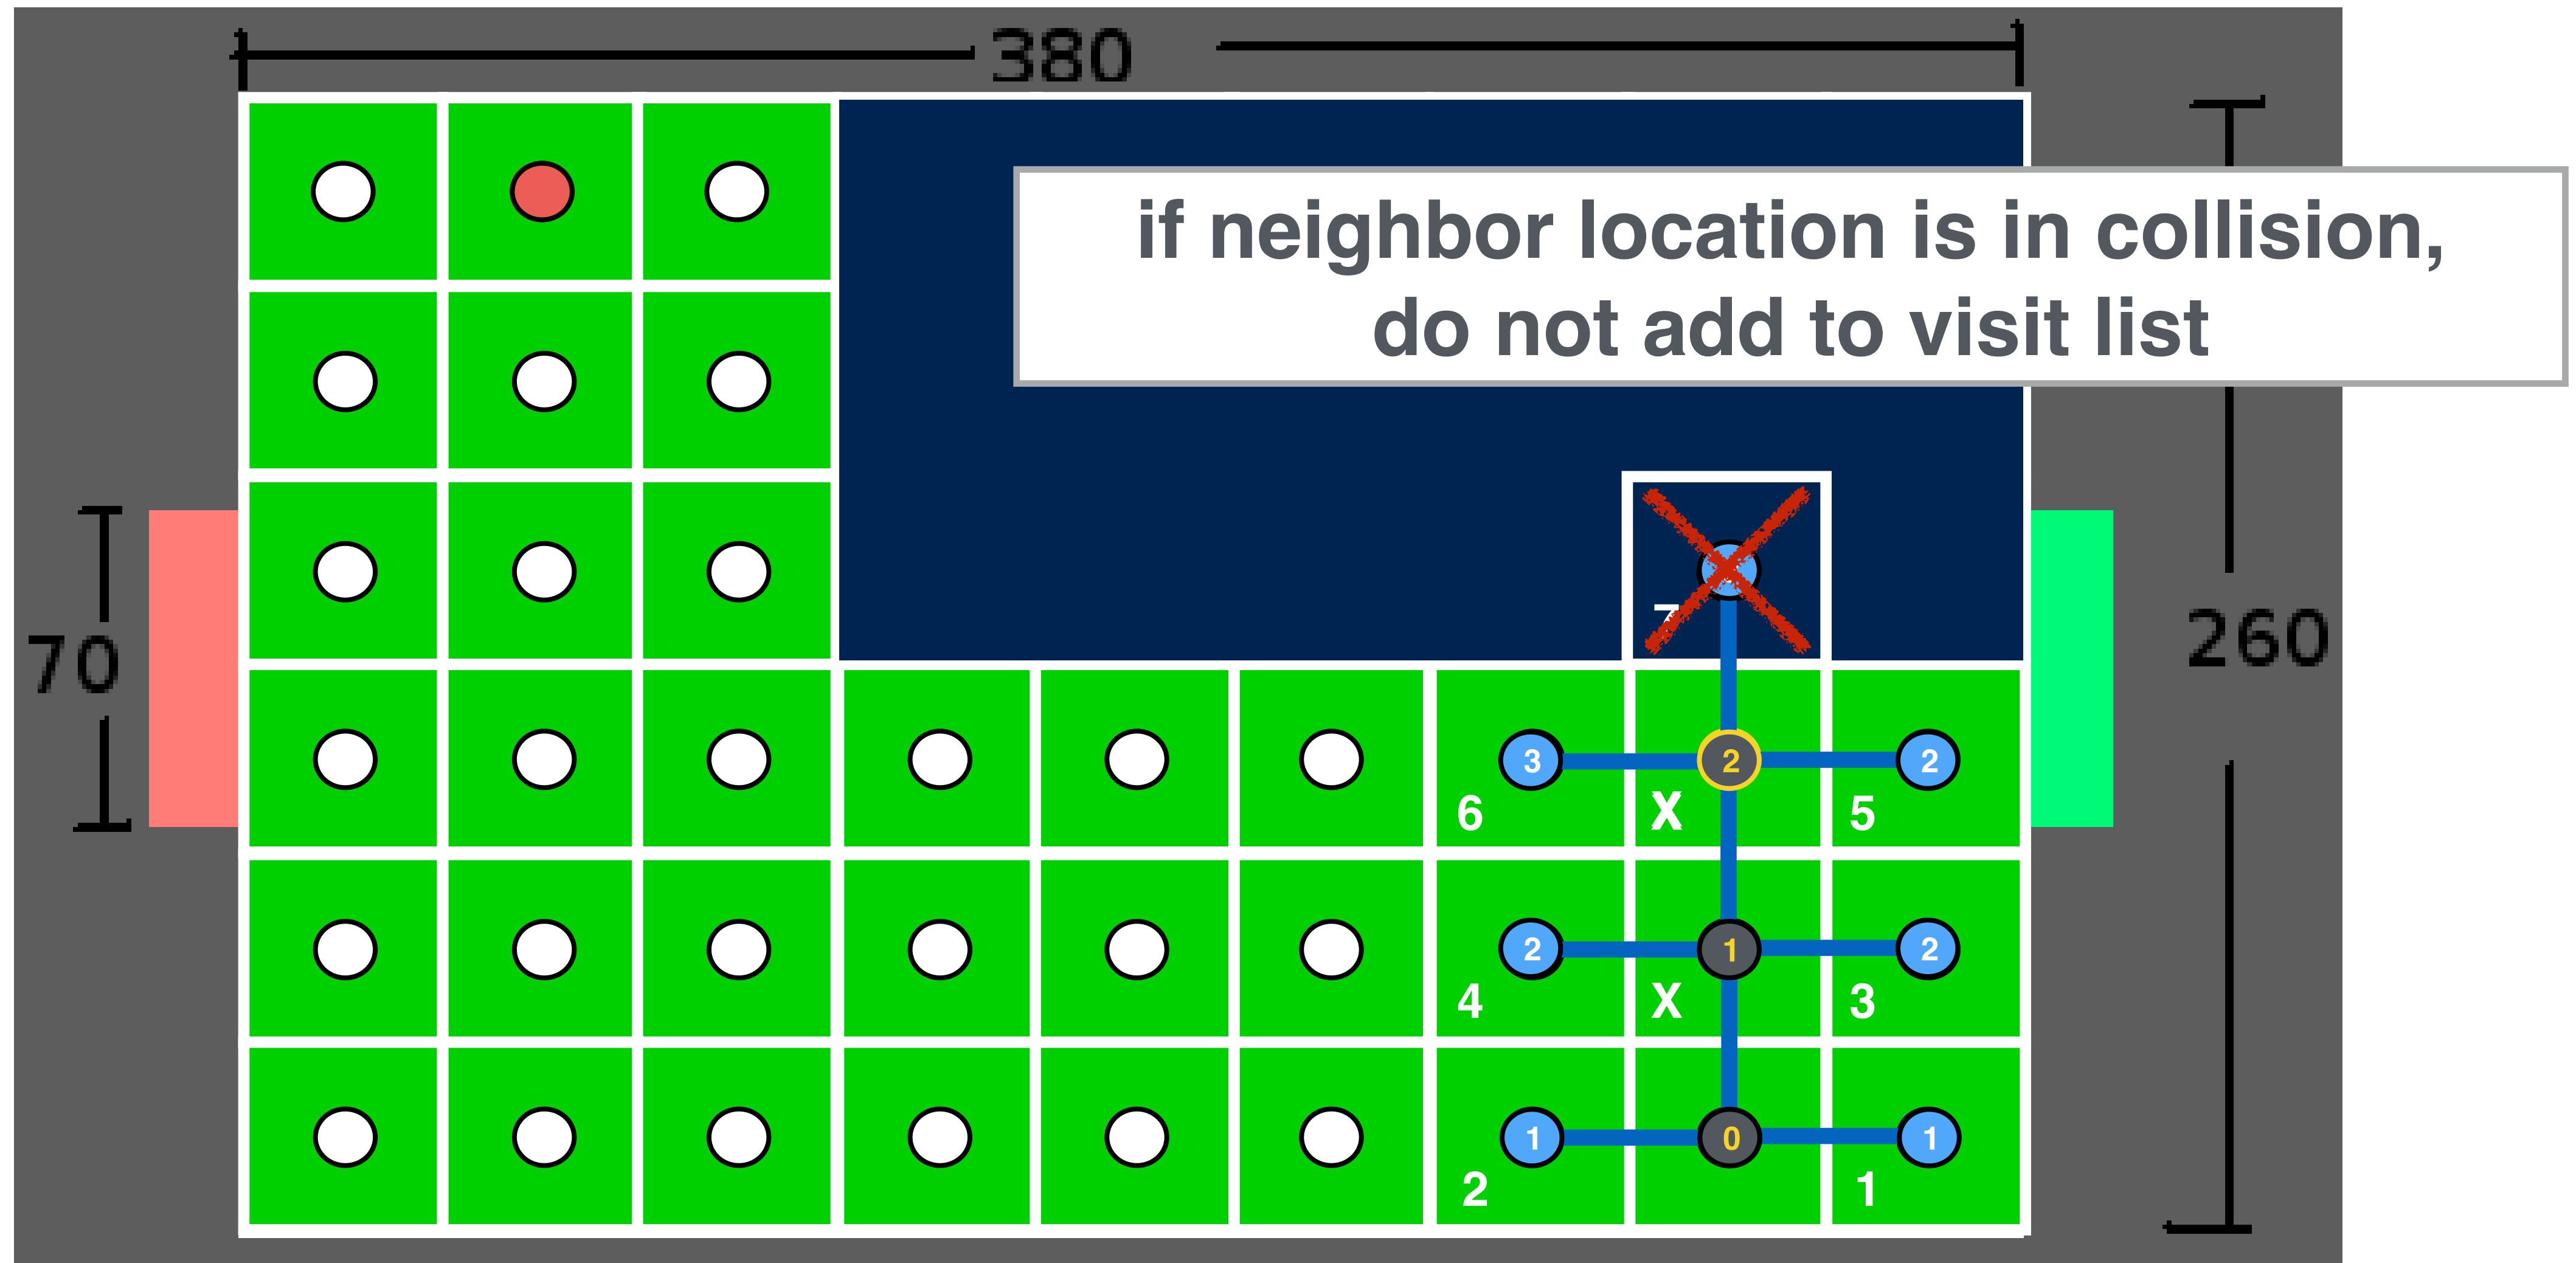 380
if neighbor location is in collision,
do not add to visit list
7
70
260
3 2 2
6 X 5
2 1 2
4 X 3
1 0 1
2 1